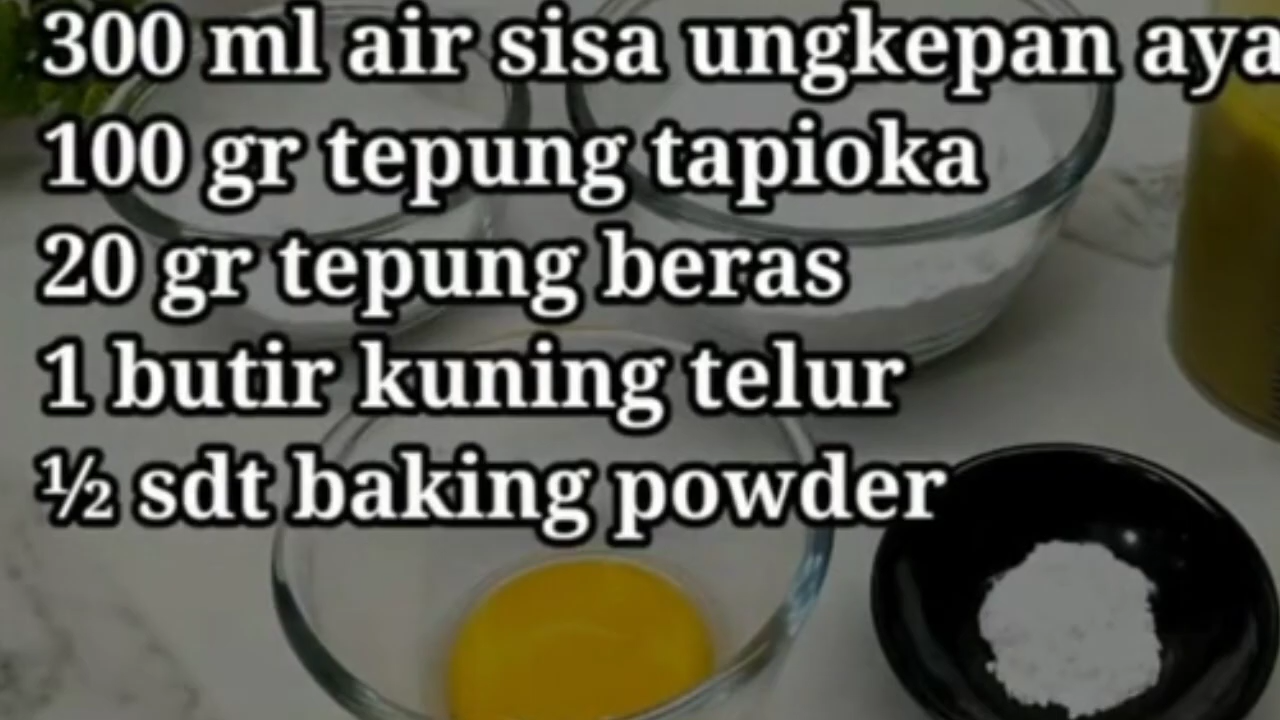 300 ml air sisa ungkepan aya
100 gr tepung tapioka
20 gr tepung beras
1 butir kuning telur
½ sdt baking powder